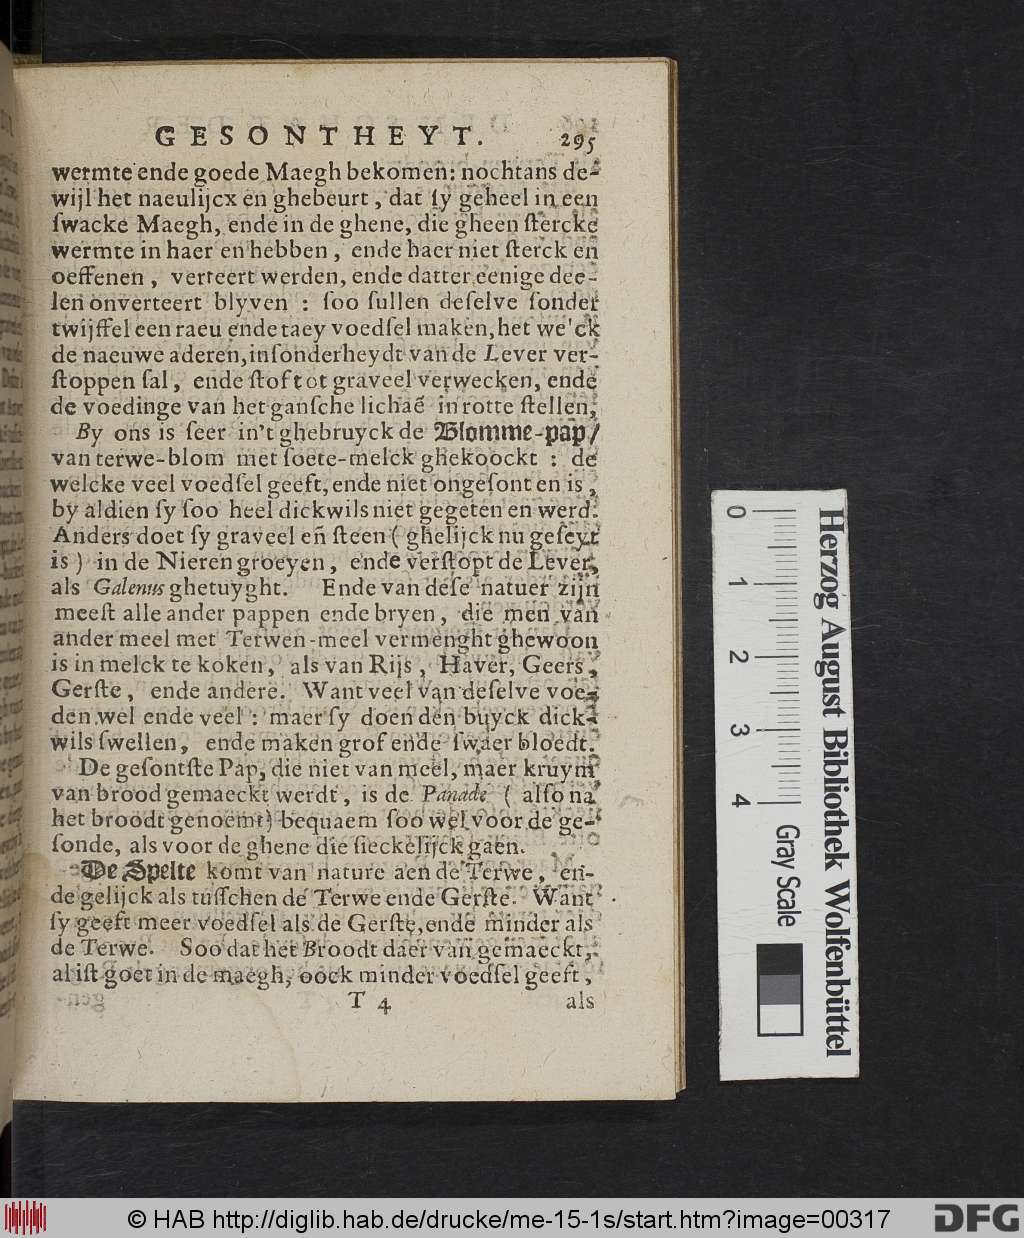 GESONTHEYT. 295
wermte ende goede Maegh bekomen: nochtans de-
wijl het naeulijcx en ghebeurt, dat ſy geheel in een
ſwacke Maegh, ende in de ghene, die gheen ſtercke
wermte in haer en hebben, ende haer niet ſterck en
oeffenen, verteert werden, ende datter eenige dee-
len onverteert blyven : ſoo ſullen deſelve ſonder
twijffel een raeu ende taey voedſel maken, het we'ck
de naeuwe aderen, inſonderheydt van de Lever ver-
ſtoppen ſal, ende ſtof tot graveel verwecken, ende
de voedinge van het ganſche lichaē in rotte ſtellen,
By ons is ſeer in't ghebruyck de Blomme-pap/
van terwe-blom met ſoete-melck ghekoockt : de
welcke veel voedſel geeft, ende niet ongeſont en is,
by aldien ſy ſoo heel dickwils niet gegeten en werd.
Anders doet ſy graveel en̄ ſteen ( ghelijck nu geſeyt
is ) in de Nieren groeyen, ende verſtopt de Lever,
als Galenus ghetuyght. Ende van deſe natuer zijn
meeſt alle ander pappen ende bryen, die men van
ander meel met Terwen-meel vermenght ghewoon
is in melck te koken, als van Rijs, Haver, Geers,
Gerſte, ende andere. Want veel van deſelve voe-
den wel ende veel : maer ſy doen den buyck dick-
wils ſwellen, ende maken grof ende ſwaer bloedt.
De geſontſte Pap, die niet van meel, maer kruym
van brood gemaeckt werdt, is de Panade ( alſo na
het broodt genoemt) bequaem ſoo wel voor de ge-
ſonde, als voor de ghene die ſieckelijck gaen.
De Spelte komt van nature aen de Terwe, en-
de gelijck als tuſſchen de Terwe ende Gerſte. Want
ſy geeft meer voedſel als de Gerſte, ende minder als
de Terwe. Soo dat het Broodt daer van gemaeckt,
al iſt goet in de maegh, oock minder voedſel geeft,
T 4 als
0 1 2 3 4
Gray Scale
Herzog August Bibliothek Wolfenbüttel
© HAB http://diglib.hab.de/drucke/me-15-1s/start.htm?image=00317
DFG